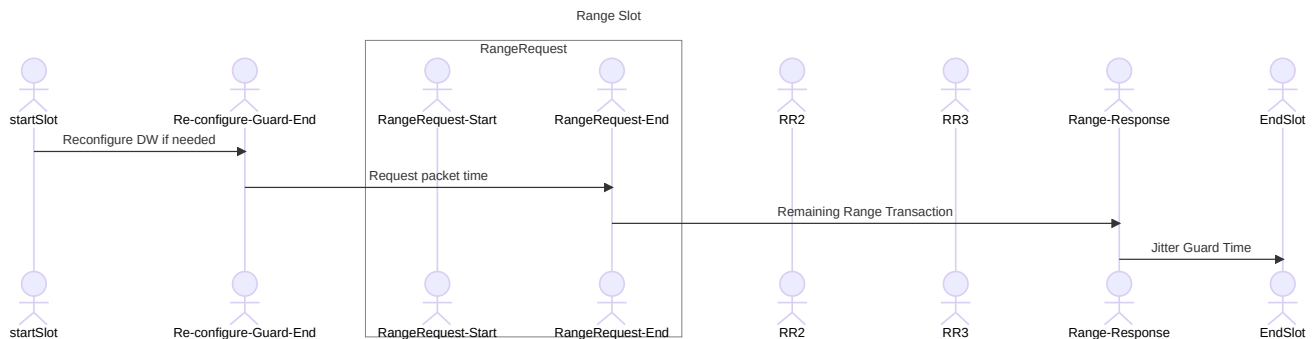 Range Slot
RangeRequest
startSlot
Re-configure-Guard-End
RangeRequest-Start
RangeRequest-End
RR2
RR3
Range-Response
EndSlot
Reconfigure DW if needed
Request packet time
Remaining Range Transaction
Jitter Guard Time
startSlot
Re-configure-Guard-End
RangeRequest-Start
RangeRequest-End
RR2
RR3
Range-Response
EndSlot